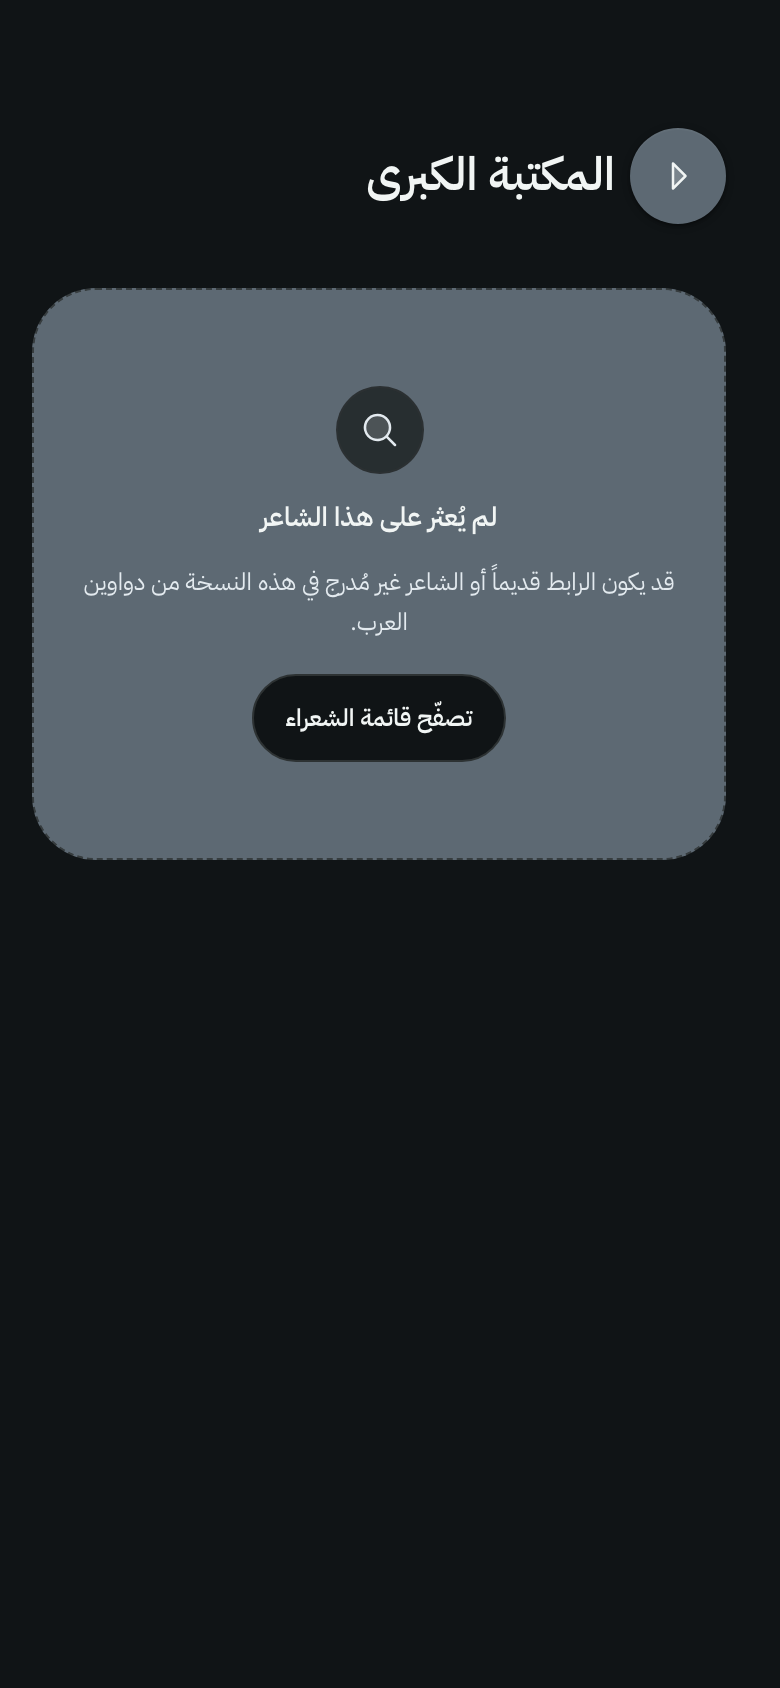 المكتبة الكبرى
لم يُعثر على هذا الشاعر
قد يكون الرابط قديماً أو الشاعر غير مُدرج في هذه النسخة من دواوين
العرب.
تصفّح قائمة الشعراء